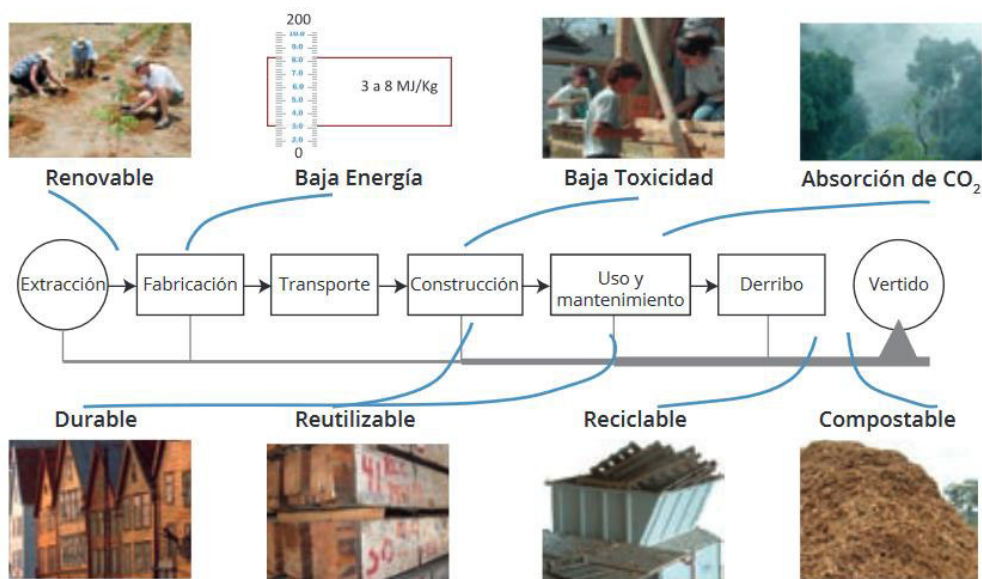 200
10.0
9.0
8.0
7.0
6.0
5.0
4.0
3.0
2.0
0
3 a 8 MJ/Kg
Renovable
Baja Energía
Baja Toxicidad
Absorción de CO₂
Extracción
Fabricación
Transporte
Construcción
Uso y
mantenimiento
Derribo
Vertido
Durable
Reutilizable
Reciclable
Compostable